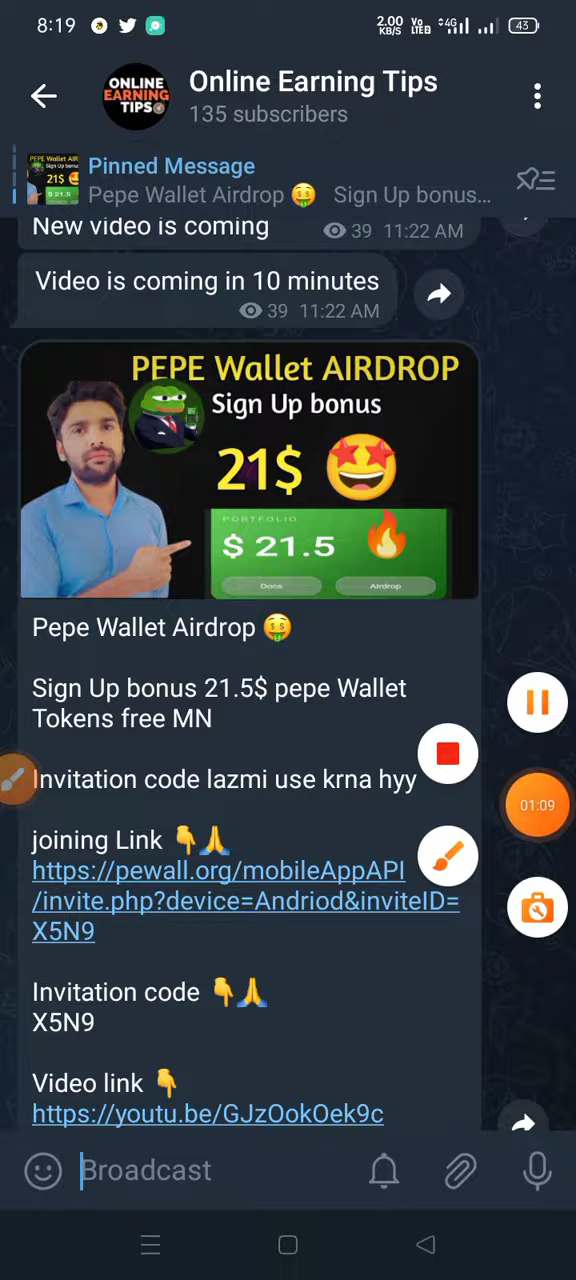 8:19
2.00 KB/S
Vo LTE2
4G
43
ONLINE
EARNING
TIPS
Online Earning Tips
135 subscribers
Pinned Message
Pepe Wallet Airdrop 🤑 Sign Up bonus...
New video is coming
39 11:22 AM
Video is coming in 10 minutes
39 11:22 AM
PEPE Wallet AIRDROP
Sign Up bonus
21$ 🤩
PORTFOLIO
$ 21.5 🔥
Docs Airdrop
Pepe Wallet Airdrop 🤑
Sign Up bonus 21.5$ pepe Wallet
Tokens free MN
Invitation code lazmi use krna hyy
joining Link 👇🙏
https://pewall.org/mobileAppAPI
/invite.php?device=Andriod&inviteID=
X5N9
Invitation code 👇🙏
X5N9
Video link 👇
https://youtu.be/GJzOokOek9c
01:09
Broadcast